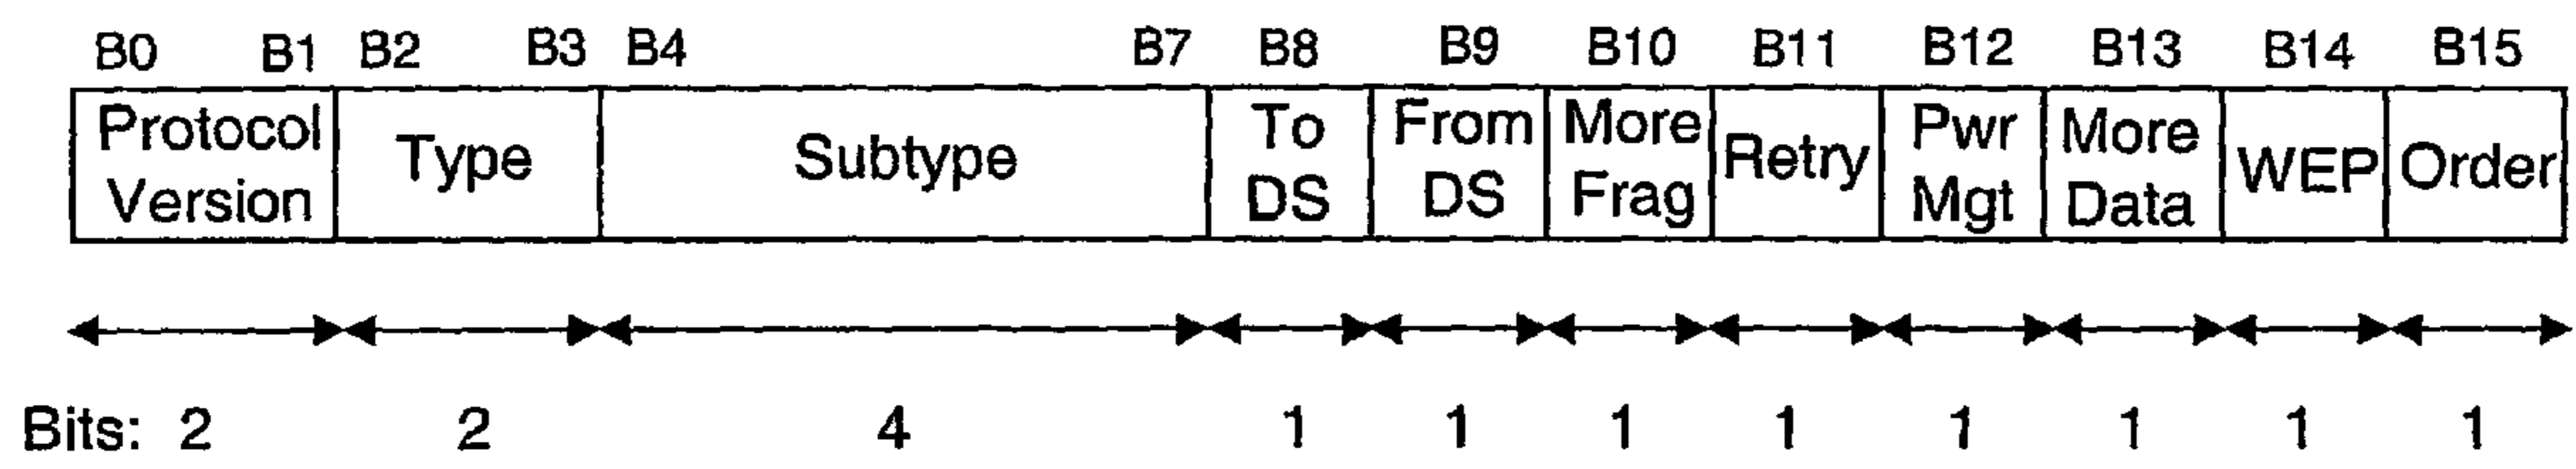 B0 B1 B2 B3 B4 B7 B8 B9 B10 B11 B12 B13 B14 B15
Protocol Version Type Subtype To DS From DS More Frag Retry Pwr Mgt More Data WEP Order
Bits: 2 2 4 1 1 1 1 1 1 1 1